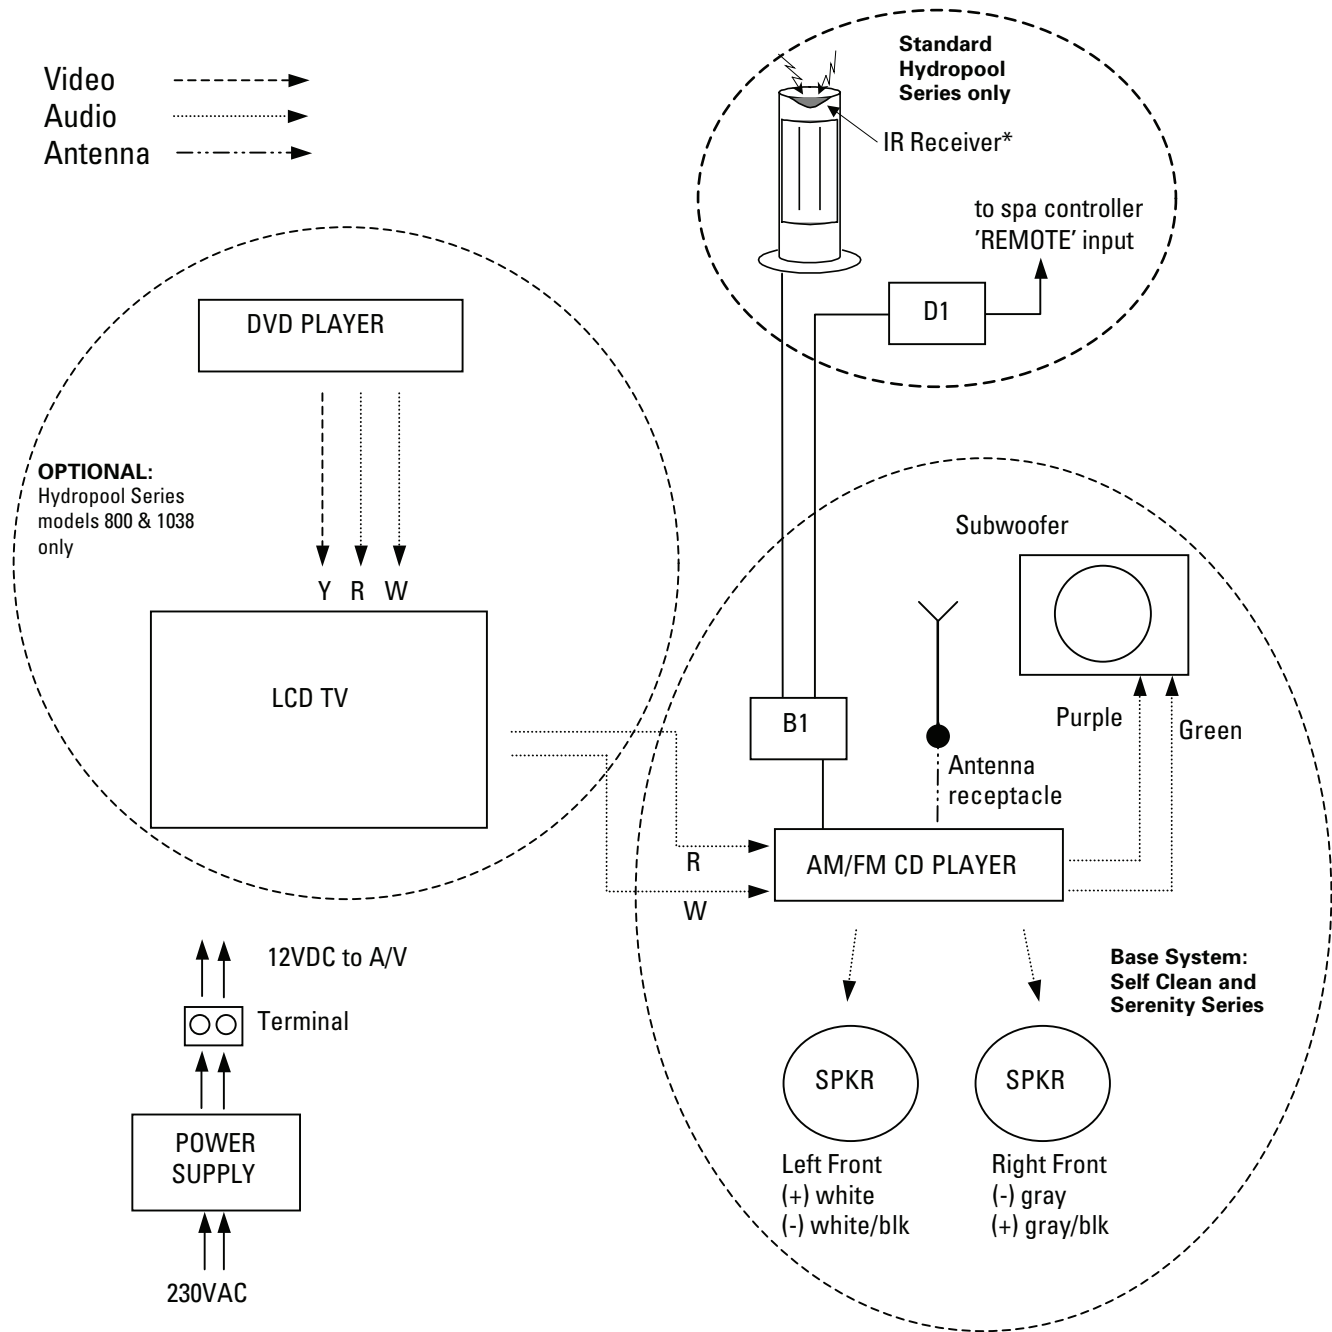 Video
Audio
Antenna
Standard
Hydropool
Series only
IR Receiver*
to spa controller
'REMOTE' input
D1
DVD PLAYER
OPTIONAL:
Hydropool Series
models 800 & 1038
only
Y R W
LCD TV
Subwoofer
B1
Purple
Green
Antenna
receptacle
R
W
AM/FM CD PLAYER
12VDC to A/V
Terminal
POWER
SUPPLY
230VAC
Base System:
Self Clean and
Serenity Series
SPKR
SPKR
Left Front
(+) white
(-) white/blk
Right Front
(-) gray
(+) gray/blk